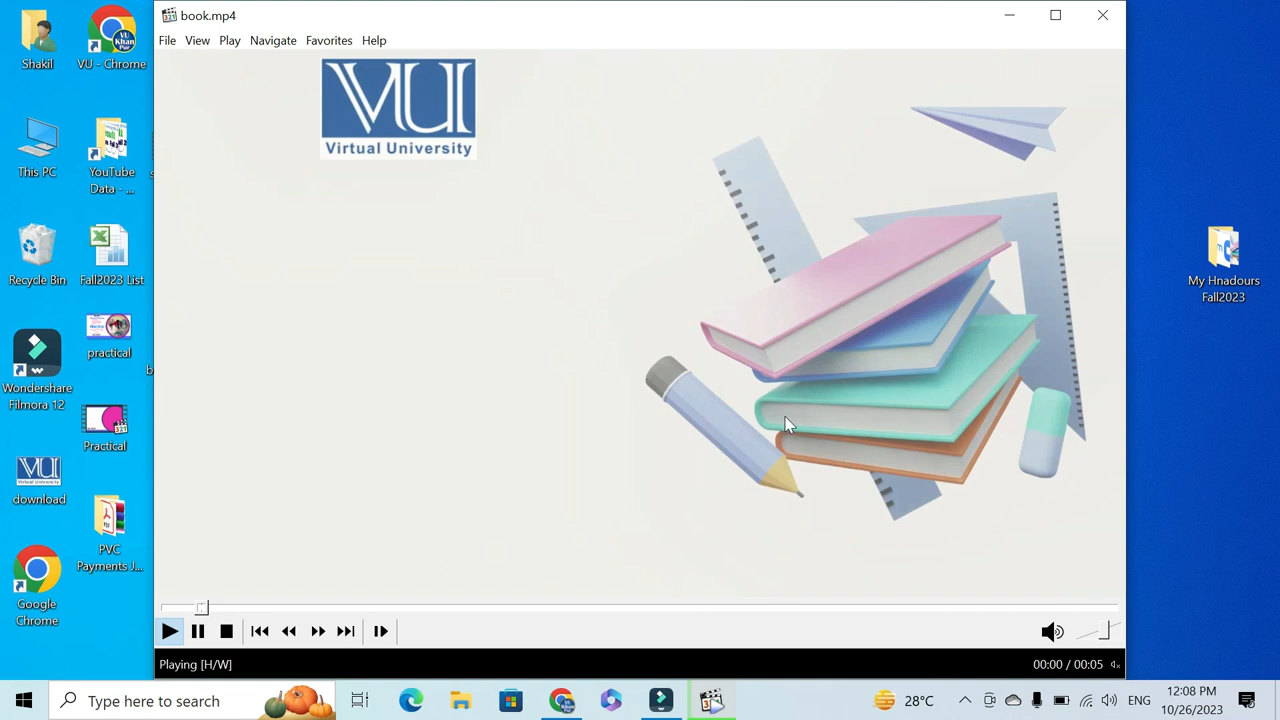 book.mp4
File View Play Navigate Favorites Help
VU
Virtual University
Shakil
VU - Chrome
This PC
YouTube
Data - ...
Recycle Bin
Fall2023 List
Wondershare
Filmora 12
practical
Practical
download
PVC
Payments J...
Google
Chrome
My Hnadours
Fall2023
Playing [H/W]
00:00 / 00:05
Type here to search
28°C
ENG
12:08 PM
10/26/2023